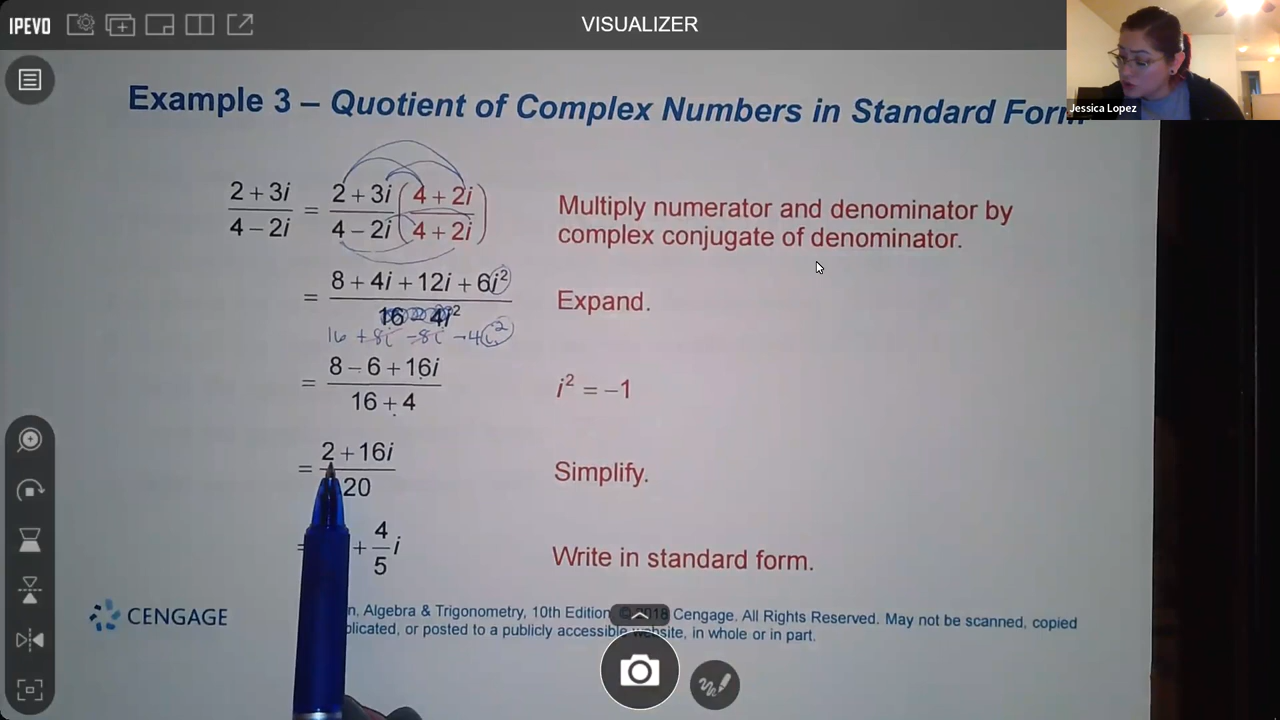 IPEVO
VISUALIZER
Jessica Lopez
Example 3 – Quotient of Complex Numbers in Standard Form
2 + 3i / 4 – 2i = 2 + 3i / 4 – 2i ( 4 + 2i / 4 + 2i )
Multiply numerator and denominator by
complex conjugate of denominator.
= 8 + 4i + 12i + 6i² / 16 – 4i²
Expand.
16 + 8i – 8i – 4i²
= 8 – 6 + 16i / 16 + 4
i² = –1
= 2 + 16i / 20
Simplify.
= + 4/5 i
Write in standard form.
CENGAGE
Algebra & Trigonometry, 10th Edition. © 2018 Cengage. All Rights Reserved. May not be scanned, copied
or posted to a publicly accessible website, in whole or in part.